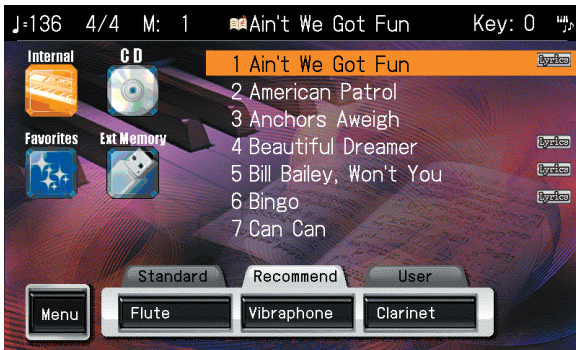 ♩=136 4/4 M: 1 Ain't We Got Fun Key: 0
Internal CD
Favorites Ext Memory
1 Ain't We Got Fun Lyrics
2 American Patrol
3 Anchors Aweigh
4 Beautiful Dreamer Lyrics
5 Bill Bailey, Won't You Lyrics
6 Bingo Lyrics
7 Can Can
Standard Recommend User
Menu Flute Vibraphone Clarinet